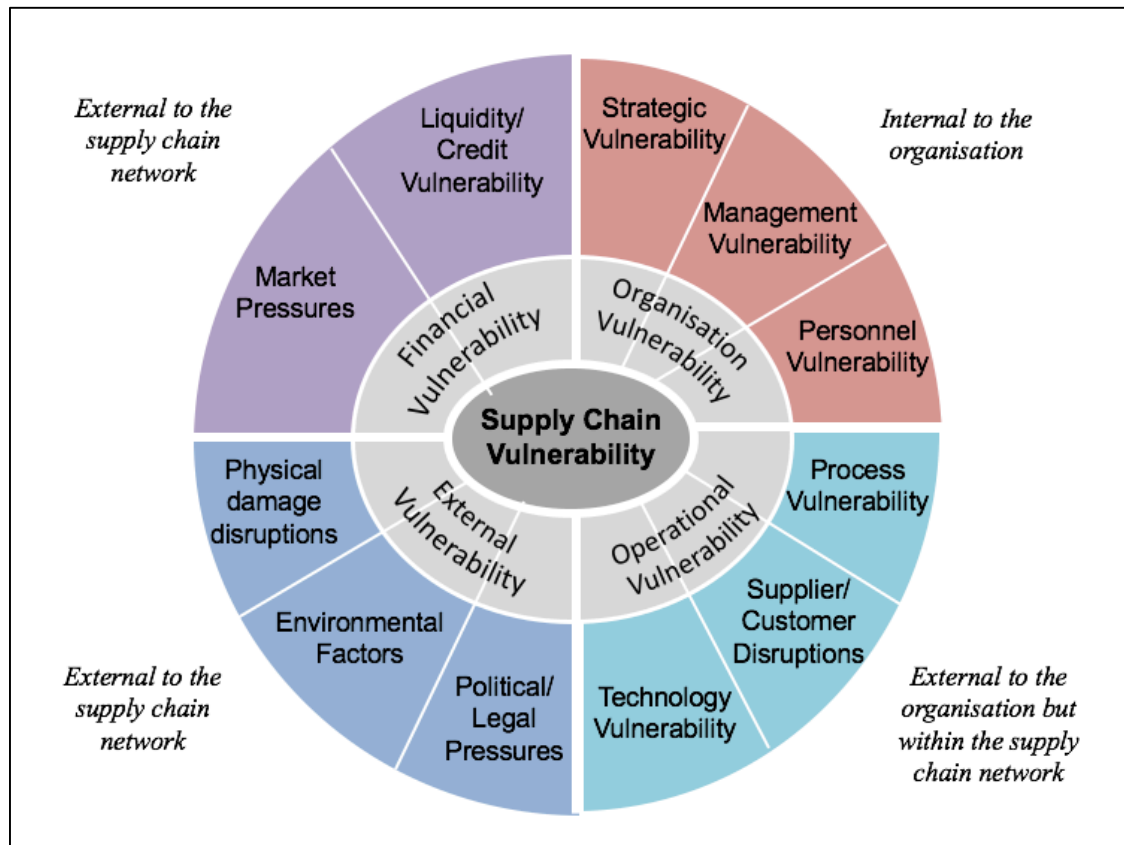 External to the
supply chain
network
Liquidity/
Credit
Vulnerability
Strategic
Vulnerability
Internal to the
organisation
Management
Vulnerability
Market
Pressures
Financial
Vulnerability
Organisation
Vulnerability
Personnel
Vulnerability
Supply Chain
Vulnerability
Physical
damage
disruptions
External
Vulnerability
Operational
Vulnerability
Process
Vulnerability
Environmental
Factors
Supplier/
Customer
Disruptions
External to the
supply chain
network
Political/
Legal
Pressures
Technology
Vulnerability
External to the
organisation but
within the supply
chain network